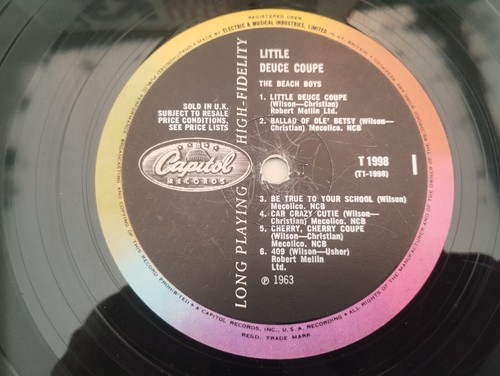 REGISTERED USER
ELECTRIC & MUSICAL INDUSTRIES, LIMITED
LITTLE
DEUCE COUPE
THE BEACH BOYS
1. LITTLE DEUCE COUPE
(Wilson—Christian)
Robert Mellin Ltd.
2. BALLAD OF OLE' BETSY (Wilson—
Christian) Mecolico. NCB
SOLD IN U.K.
SUBJECT TO RESALE
PRICE CONDITIONS.
SEE PRICE LISTS
LONG PLAYING HIGH-FIDELITY
Capitol
RECORDS
T 1998
(T1-1998)
3. BE TRUE TO YOUR SCHOOL (Wilson)
Mecolico. NCB
4. CAR CRAZY CUTIE (Wilson—
Christian) Mecolico. NCB
5. CHERRY, CHERRY COUPE
(Wilson—Christian)
Mecolico. NCB
6. 409 (Wilson—Usher)
Robert Mellin
Ltd.
℗ 1963
A CAPITOL RECORDS, INC., U.S.A. RECORDING • ALL RIGHTS OF THE MANUFACTURER AND OF THE OWNER OF THE
OF THIS RECORD PROHIBITED
REGD. TRADE MARK